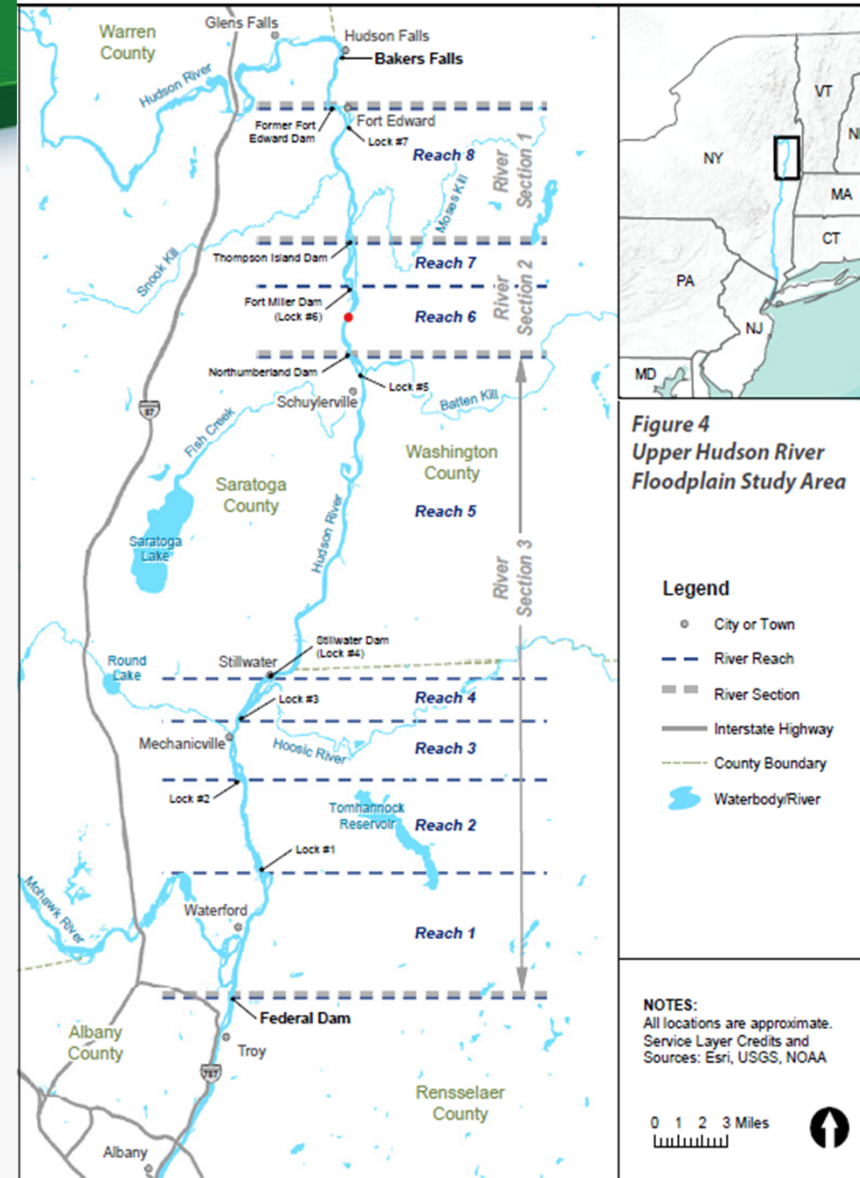 Glens Falls
Warren
County
Hudson Falls
Bakers Falls
Hudson River
Former Fort
Edward Dam
Fort Edward
Lock #7
Reach 8
River
Section 1
Moses Kill
Snook Kill
Thompson Island Dam
Reach 7
Fort Miller Dam
(Lock #6)
Reach 6
River
Section 2
Northumberland Dam
Lock #5
Schuylerville
Batten Kill
87
Fish Creek
Washington
County
Saratoga
County
Reach 5
Hudson River
Saratoga
Lake
River
Section 3
Stillwater Dam
(Lock #4)
Stillwater
Round
Lake
Reach 4
Lock #3
Mechanicville
Hoosic River
Reach 3
Lock #2
Tomhannock
Reservoir
Reach 2
Lock #1
Mohawk River
Waterford
Reach 1
Federal Dam
Albany
County
Troy
787
Rensselaer
County
Albany
VT
NY
MA
CT
PA
NJ
MD
Figure 4
Upper Hudson River
Floodplain Study Area
Legend
City or Town
River Reach
River Section
Interstate Highway
County Boundary
Waterbody/River
NOTES:
All locations are approximate.
Service Layer Credits and
Sources: Esri, USGS, NOAA
0 1 2 3 Miles